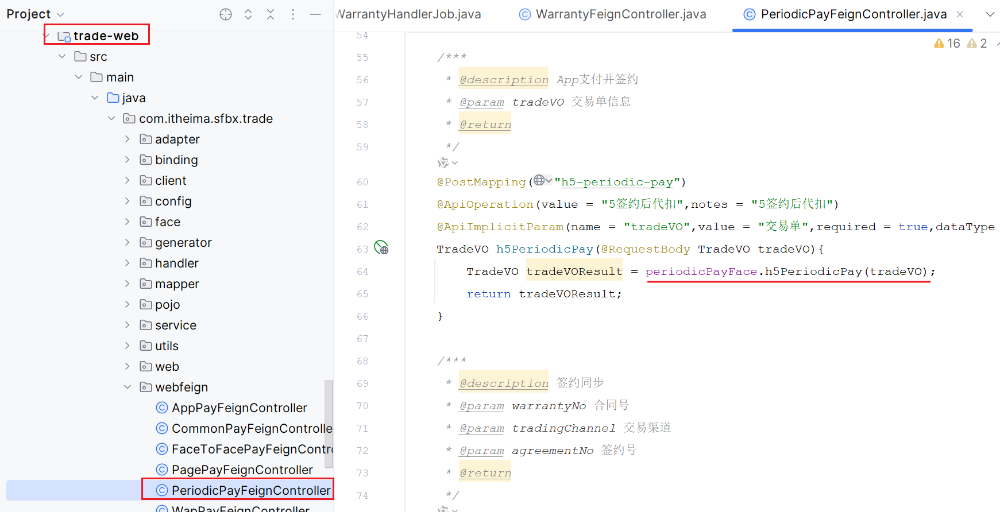 Project
trade-web
src
main
java
com.itheima.sfbx.trade
adapter
binding
client
config
face
generator
handler
mapper
pojo
service
utils
web
webfeign
AppPayFeignController
CommonPayFeignControlle
FaceToFacePayFeignContro
PagePayFeignController
PeriodicPayFeignController
WapPayFeignController
WarrantyHandlerJob.java
WarrantyFeignController.java
PeriodicPayFeignController.java
16 2
54
55 /***
56 * @description App支付并签约
57 * @param tradeVO 交易单信息
58 * @return
59 */
60 @PostMapping("h5-periodic-pay")
61 @ApiOperation(value = "5签约后代扣",notes = "5签约后代扣")
62 @ApiImplicitParam(name = "tradeVO",value = "交易单",required = true,dataType
63 TradeVO h5PeriodicPay(@RequestBody TradeVO tradeVO){
64 TradeVO tradeVOResult = periodicPayFace.h5PeriodicPay(tradeVO);
65 return tradeVOResult;
66 }
67
68 /***
69 * @description 签约同步
70 * @param warrantyNo 合同号
71 * @param tradingChannel 交易渠道
72 * @param agreementNo 签约号
73 * @return
74 */